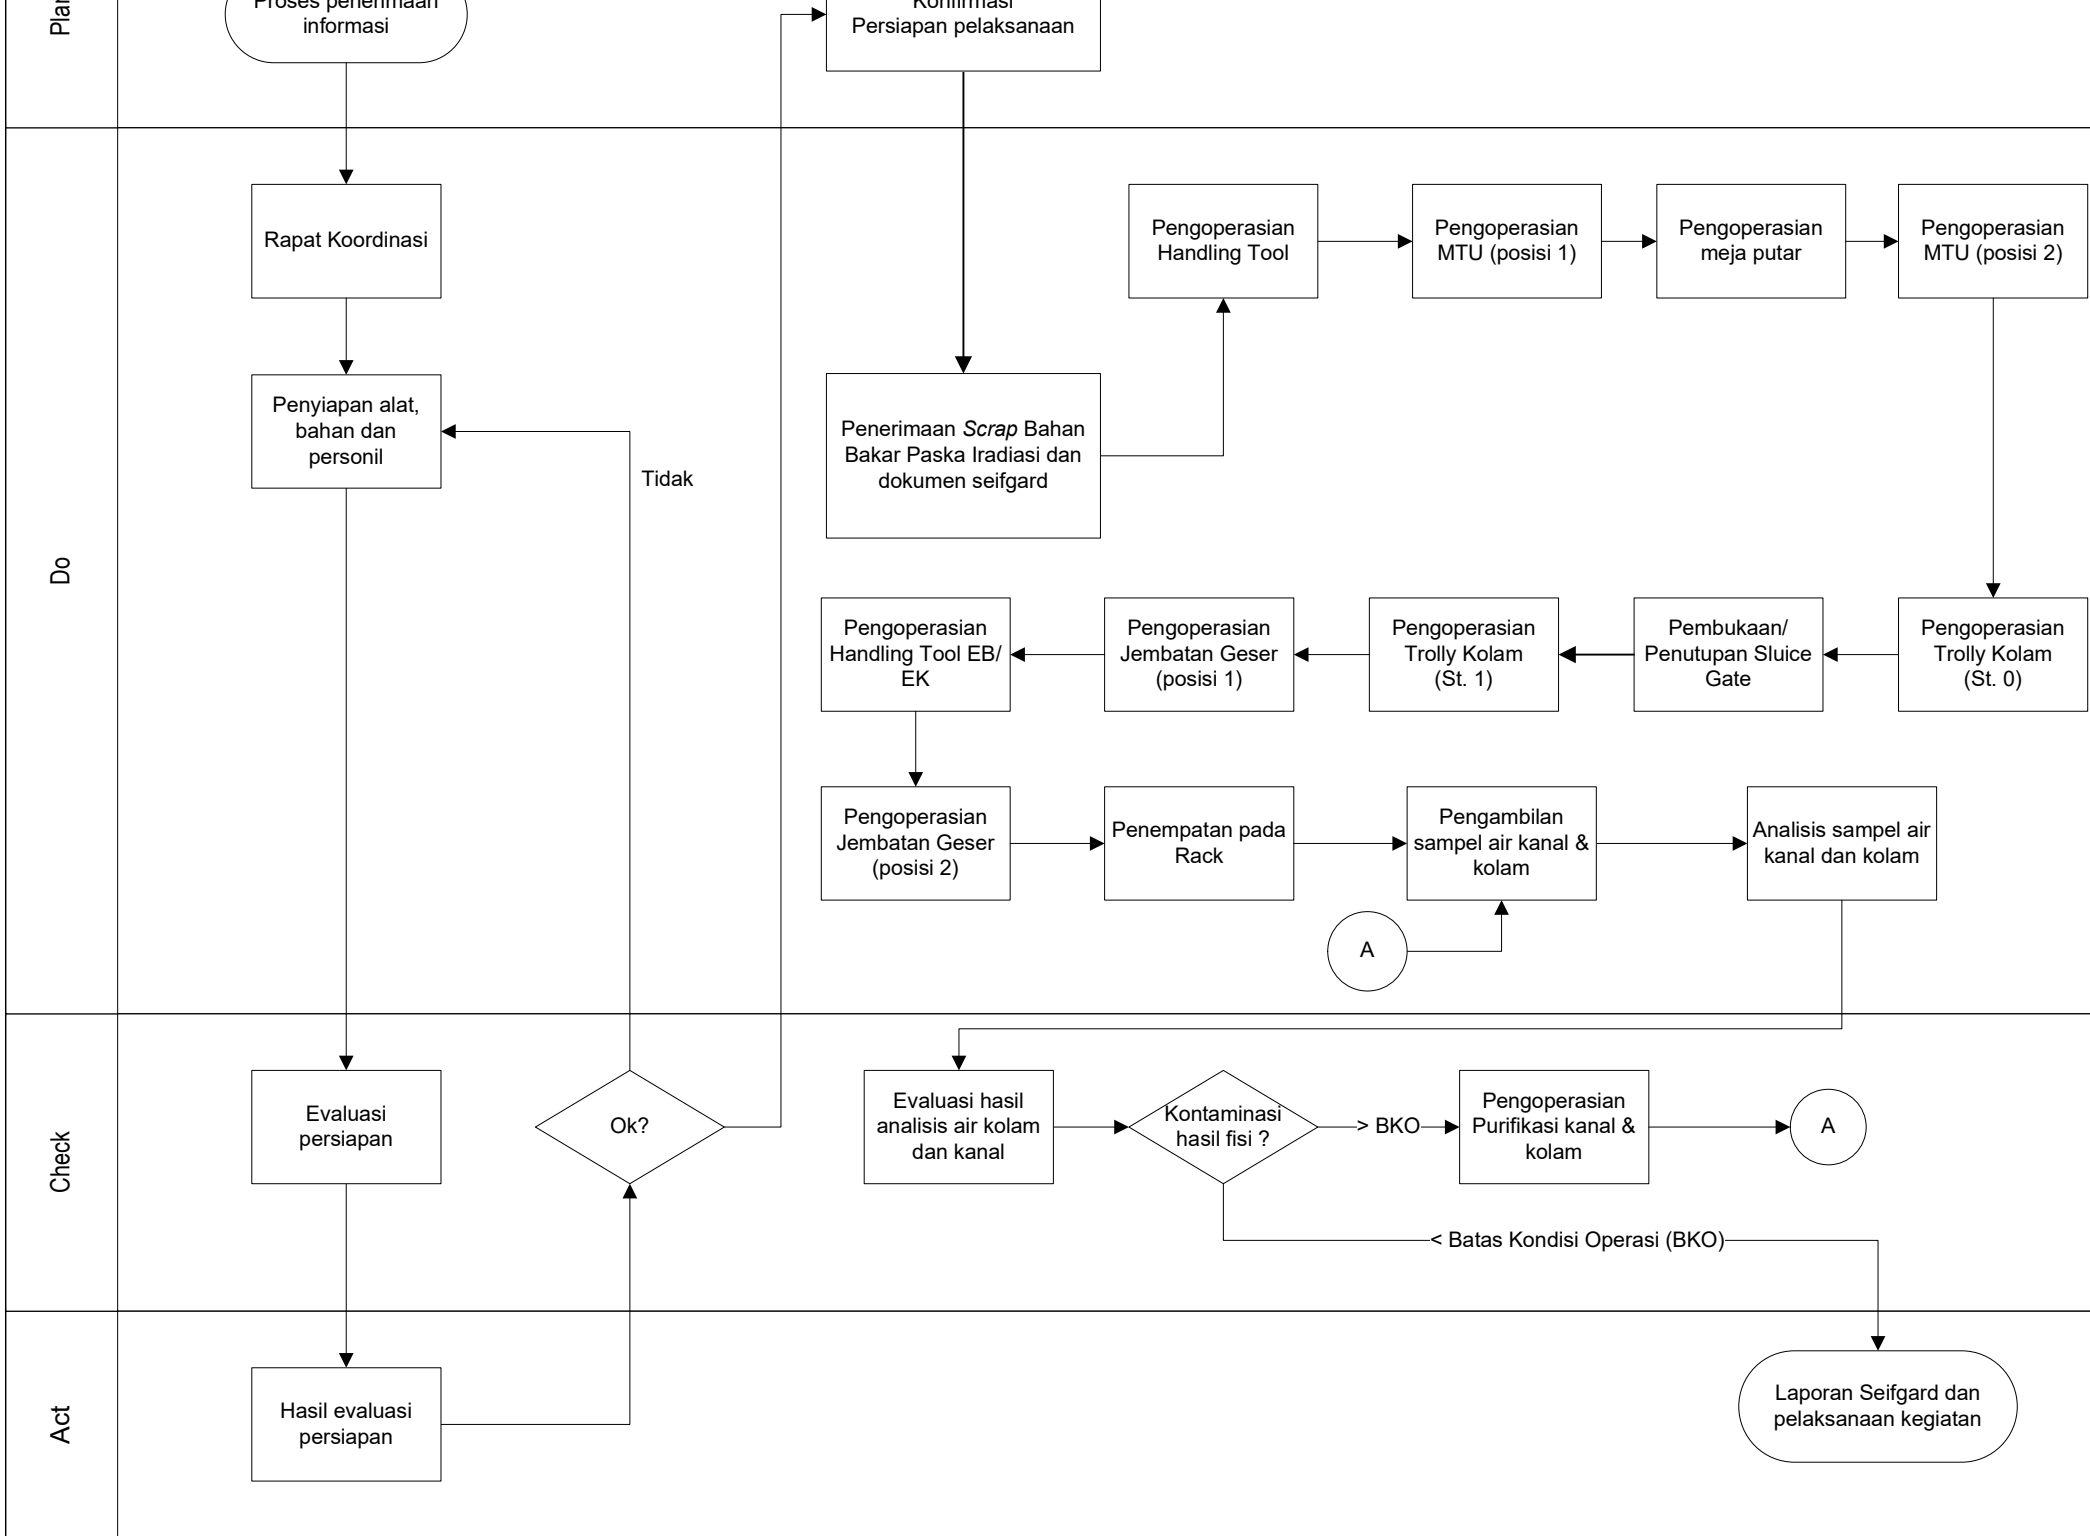 Plan
Proses penerimaan
informasi
Konfirmasi
Persiapan pelaksanaan
Do
Rapat Koordinasi
Penyiapan alat,
bahan dan
personil
Tidak
Pengoperasian
Handling Tool
Pengoperasian
MTU (posisi 1)
Pengoperasian
meja putar
Pengoperasian
MTU (posisi 2)
Penerimaan Scrap Bahan
Bakar Paska Iradiasi dan
dokumen seifgard
Pengoperasian
Handling Tool EB/
EK
Pengoperasian
Jembatan Geser
(posisi 1)
Pengoperasian
Trolly Kolam
(St. 1)
Pembukaan/
Penutupan Sluice
Gate
Pengoperasian
Trolly Kolam
(St. 0)
Pengoperasian
Jembatan Geser
(posisi 2)
Penempatan pada
Rack
Pengambilan
sampel air kanal &
kolam
Analisis sampel air
kanal dan kolam
A
Check
Evaluasi
persiapan
Ok?
Evaluasi hasil
analisis air kolam
dan kanal
Kontaminasi
hasil fisi ?
> BKO
Pengoperasian
Purifikasi kanal &
kolam
A
< Batas Kondisi Operasi (BKO)
Act
Hasil evaluasi
persiapan
Laporan Seifgard dan
pelaksanaan kegiatan